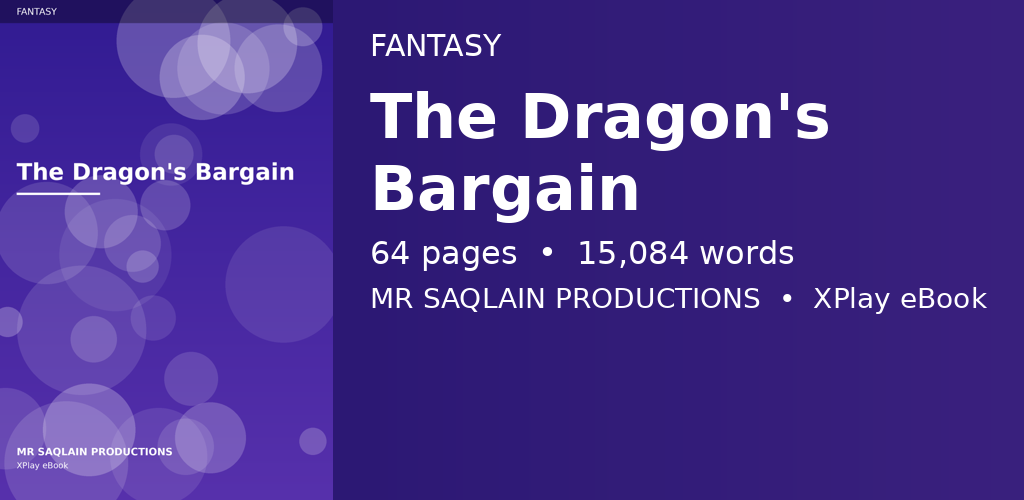 FANTASY
The Dragon's Bargain
MR SAQLAIN PRODUCTIONS
XPlay eBook
FANTASY
The Dragon's
Bargain
64 pages • 15,084 words
MR SAQLAIN PRODUCTIONS • XPlay eBook